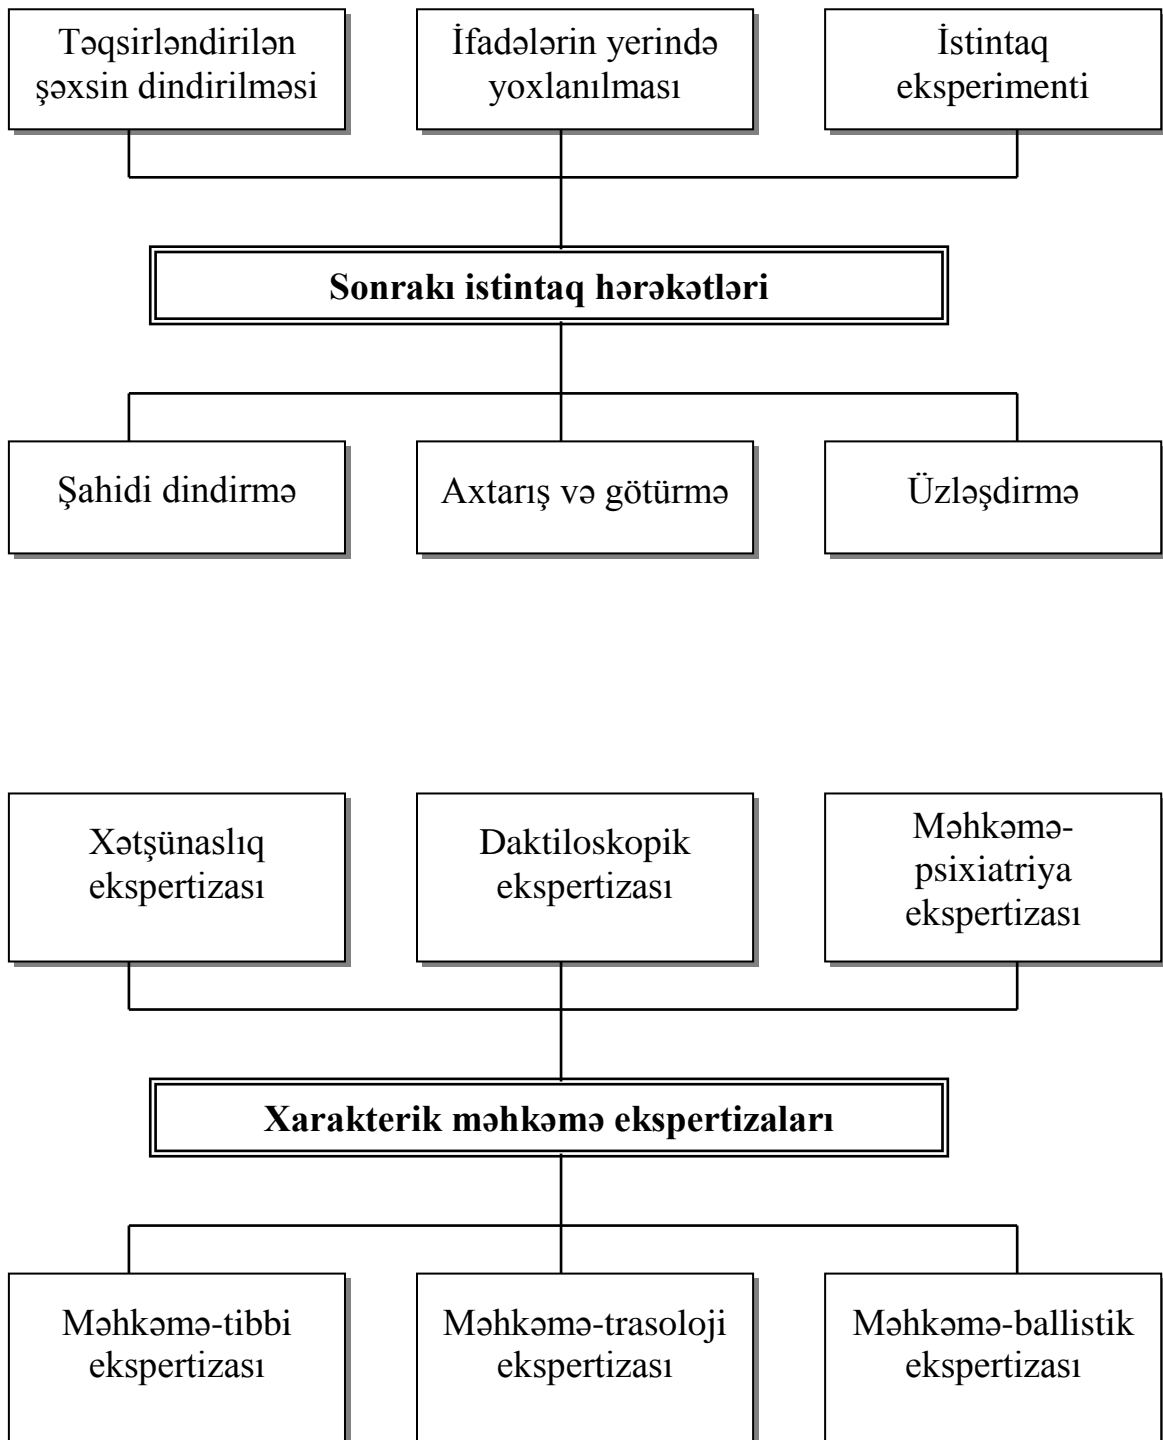 Təqsirləndirilən
şəxsin dindirilməsi
İfadələrin yerində
yoxlanılması
İstintaq
eksperimenti
Sonrakı istintaq hərəkətləri
Şahidi dindirmə
Axtarış və götürmə
Üzləşdirmə
Xətşünaslıq
ekspertizası
Daktiloskopik
ekspertizası
Məhkəmə-
psixiatriya
ekspertizası
Xarakterik məhkəmə ekspertizaları
Məhkəmə-tibbi
ekspertizası
Məhkəmə-trasoloji
ekspertizası
Məhkəmə-ballistik
ekspertizası